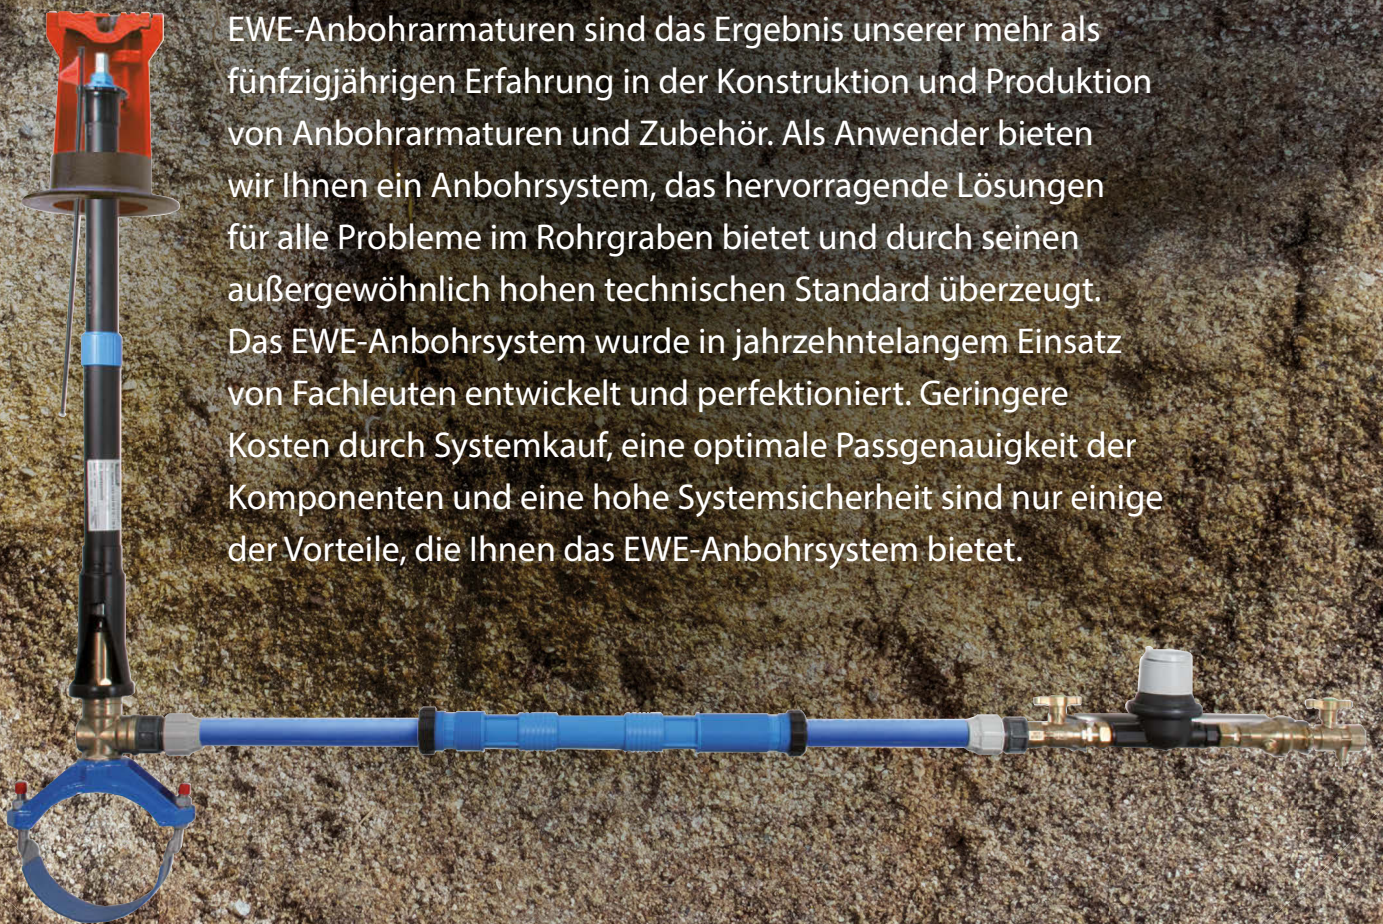 EWE-Anbohrarmaturen sind das Ergebnis unserer mehr als
fünfzigjährigen Erfahrung in der Konstruktion und Produktion
von Anbohrarmaturen und Zubehör. Als Anwender bieten
wir Ihnen ein Anbohrsystem, das hervorragende Lösungen
für alle Probleme im Rohrgraben bietet und durch seinen
außergewöhnlich hohen technischen Standard überzeugt.
Das EWE-Anbohrsystem wurde in jahrzehntelangem Einsatz
von Fachleuten entwickelt und perfektioniert. Geringere
Kosten durch Systemkauf, eine optimale Passgenauigkeit der
Komponenten und eine hohe Systemsicherheit sind nur einige
der Vorteile, die Ihnen das EWE-Anbohrsystem bietet.